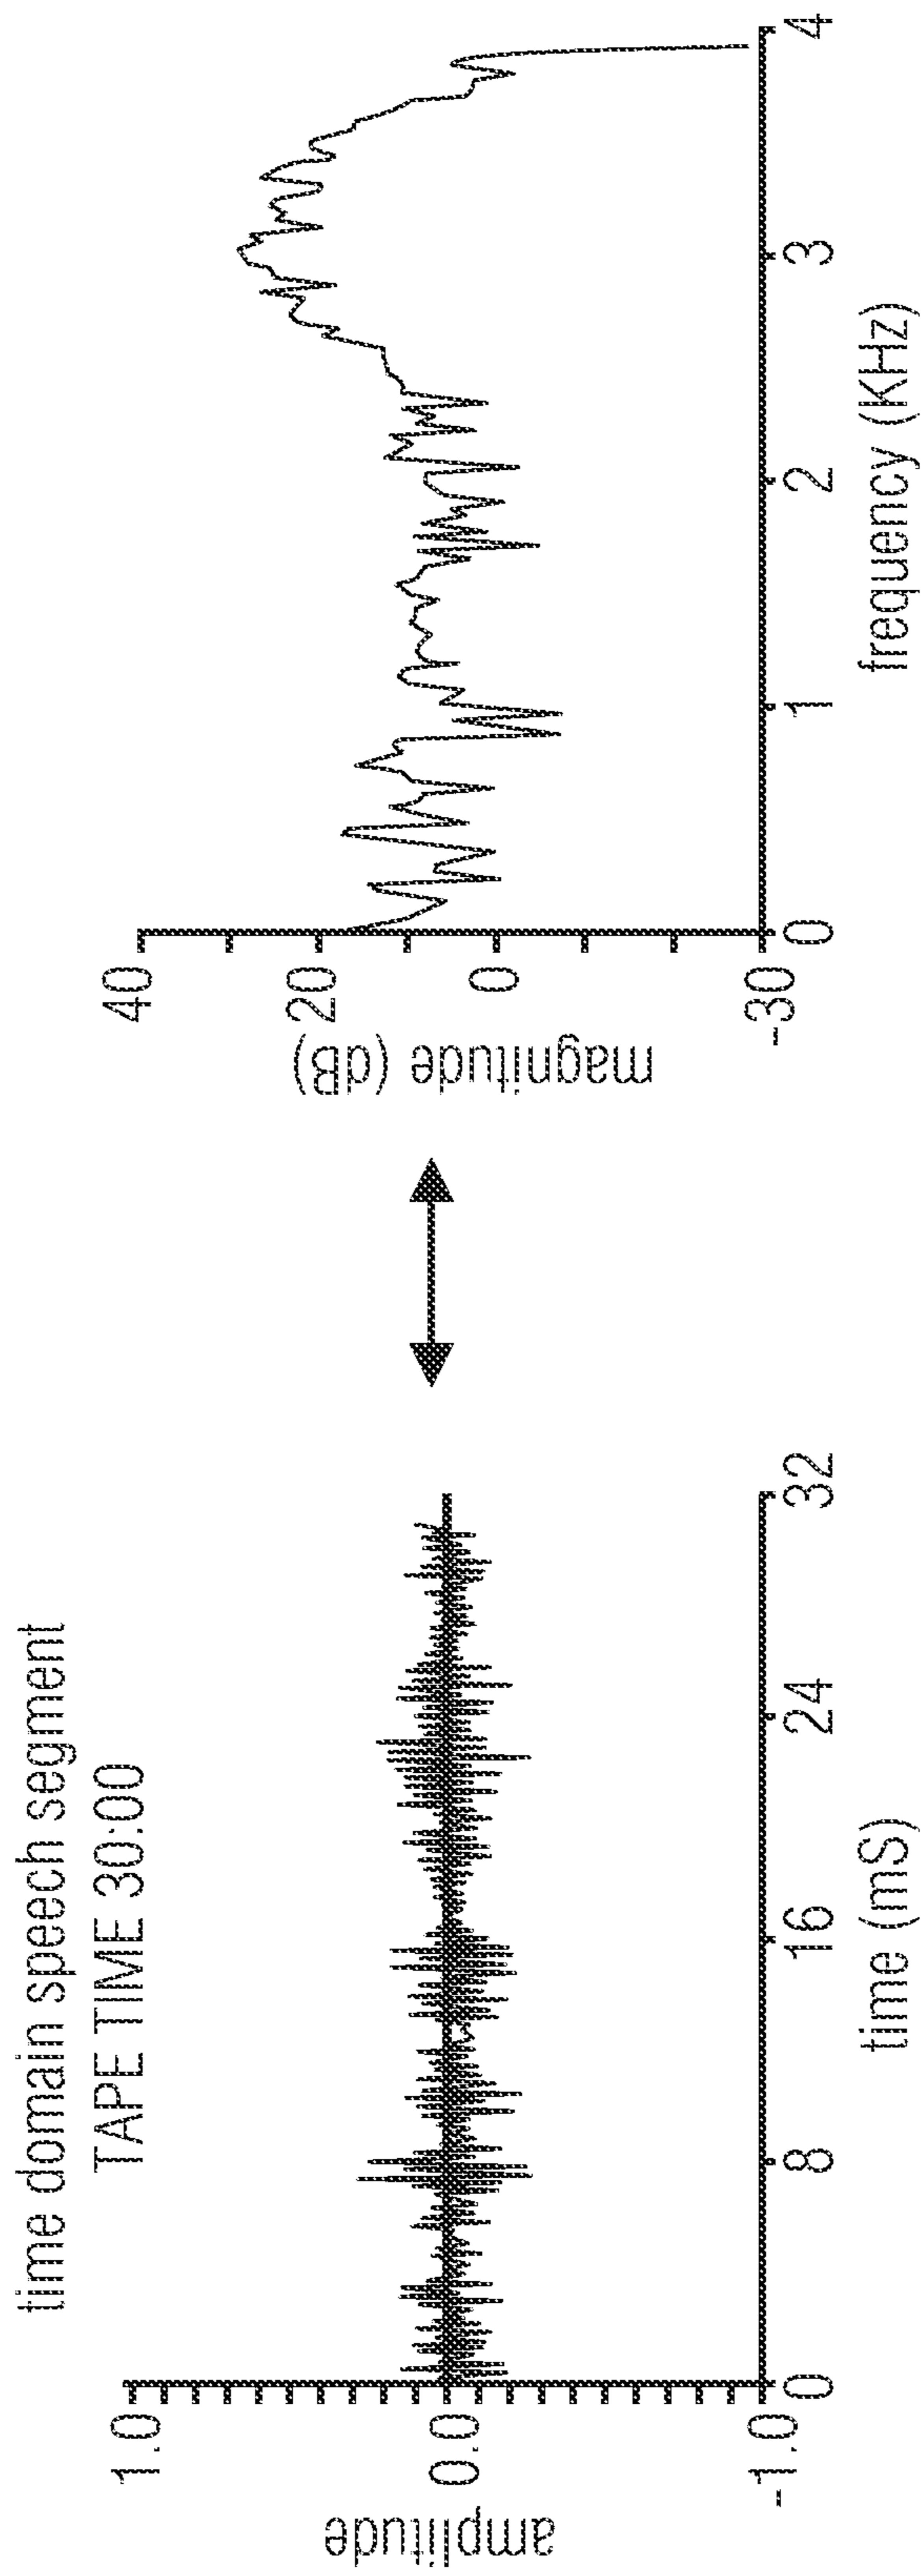 time domain speech segment
TAPE TIME 30:00
1.0
0.0
-1.0
amplitude
0
8
16
24
32
time (mS)
40
20
0
-30
magnitude (dB)
0
1
2
3
4
frequency (KHz)